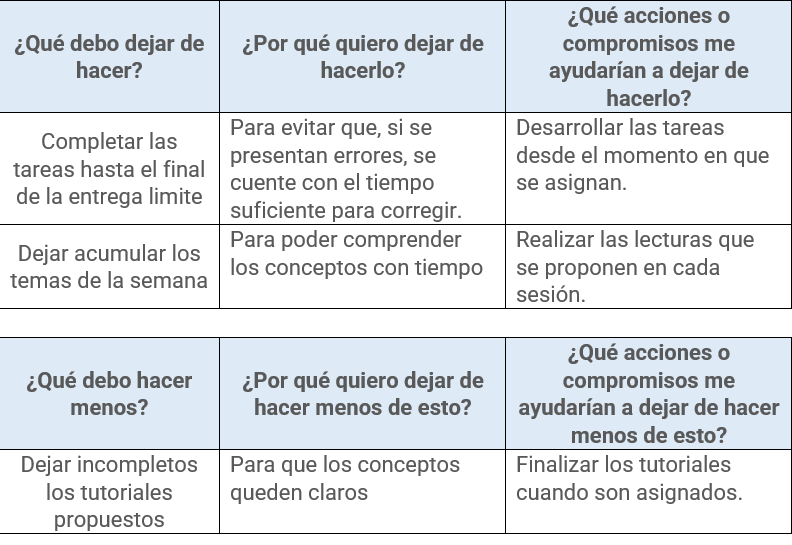 ¿Qué debo dejar de
hacer?
¿Por qué quiero dejar de
hacerlo?
¿Qué acciones o
compromisos me
ayudarían a dejar de
hacerlo?
Completar las
tareas hasta el final
de la entrega limite
Para evitar que, si se
presentan errores, se
cuente con el tiempo
suficiente para corregir.
Desarrollar las tareas
desde el momento en que
se asignan.
Dejar acumular los
temas de la semana
Para poder comprender
los conceptos con tiempo
Realizar las lecturas que
se proponen en cada
sesión.
¿Qué debo hacer
menos?
¿Por qué quiero dejar de
hacer menos de esto?
¿Qué acciones o
compromisos me
ayudarían a dejar de hacer
menos de esto?
Dejar incompletos
los tutoriales
propuestos
Para que los conceptos
queden claros
Finalizar los tutoriales
cuando son asignados.